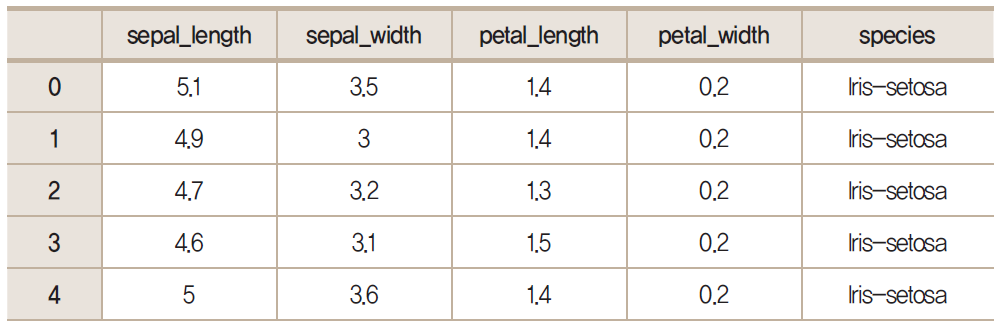 sepal_length sepal_width petal_length petal_width species
0 5.1 3.5 1.4 0.2 Iris-setosa
1 4.9 3 1.4 0.2 Iris-setosa
2 4.7 3.2 1.3 0.2 Iris-setosa
3 4.6 3.1 1.5 0.2 Iris-setosa
4 5 3.6 1.4 0.2 Iris-setosa